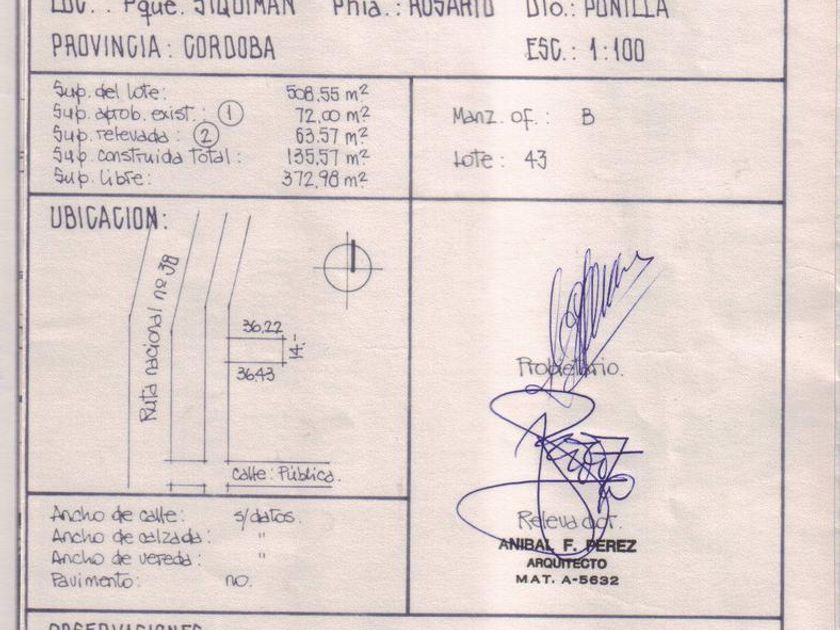 LOC. : Pque. SIQUIMAN Phia.: ROSARIO Dto.: PUNILLA
PROVINCIA: CORDOBA ESC.: 1:100
Sup. del lote: 508.55 m²
Sup. aprob. exist.: 1 72,00 m²
Sup. relevada: 2 63.57 m²
Sup. construida Total: 135,57 m²
Sup. Libre: 372,98 m²
Manz. of.: B
Lote: 43
UBICACION:
Ruta nacional nº 38
36.22
14.-
36.43
Calle: Pública.
Propietario.
Relevador.
ANIBAL F. PEREZ
ARQUITECTO
MAT. A-5632
Ancho de calle: s/datos.
Ancho de calzada: "
Ancho de vereda: "
Pavimento: no.
OBSERVACIONES